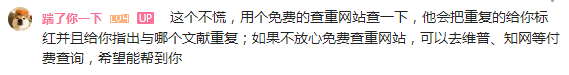 踹了你一下 LV4 UP 这个不慌，用个免费的查重网站查一下，他会把重复的给你标
红并且给你指出与哪个文献重复；如果不放心免费查重网站，可以去维普、知网等付
费查询，希望能帮到你